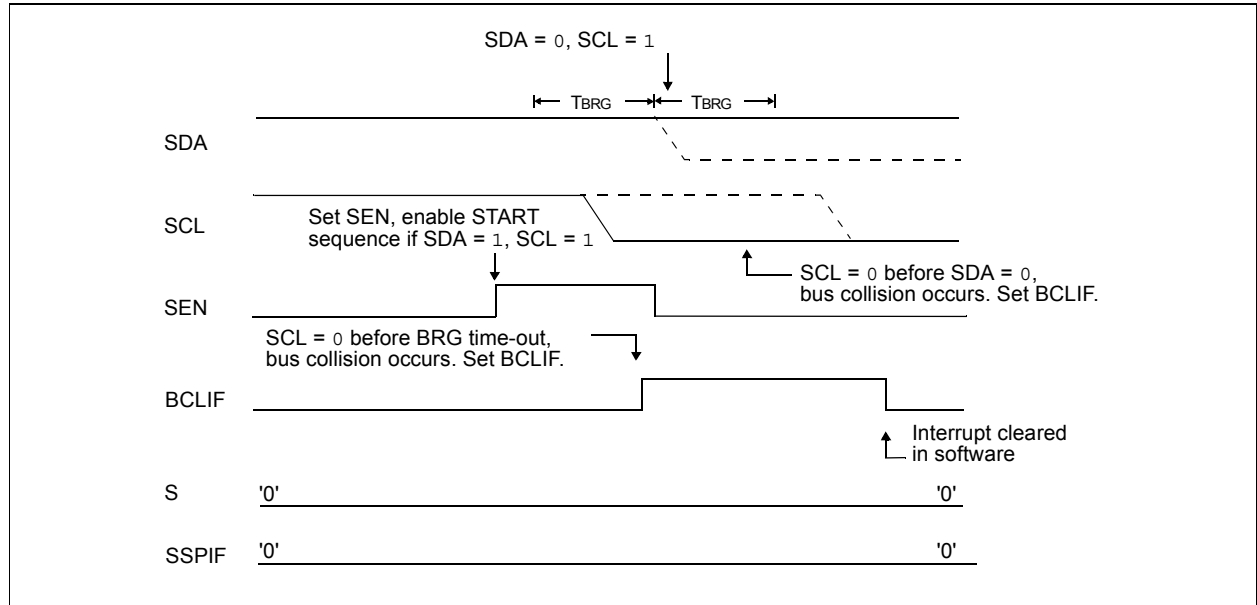 SDA = 0, SCL = 1
TBRG TBRG
SDA
SCL
Set SEN, enable START
sequence if SDA = 1, SCL = 1
SCL = 0 before SDA = 0,
bus collision occurs. Set BCLIF.
SEN
SCL = 0 before BRG time-out,
bus collision occurs. Set BCLIF.
BCLIF
Interrupt cleared
in software
S '0' '0'
SSPIF '0' '0'